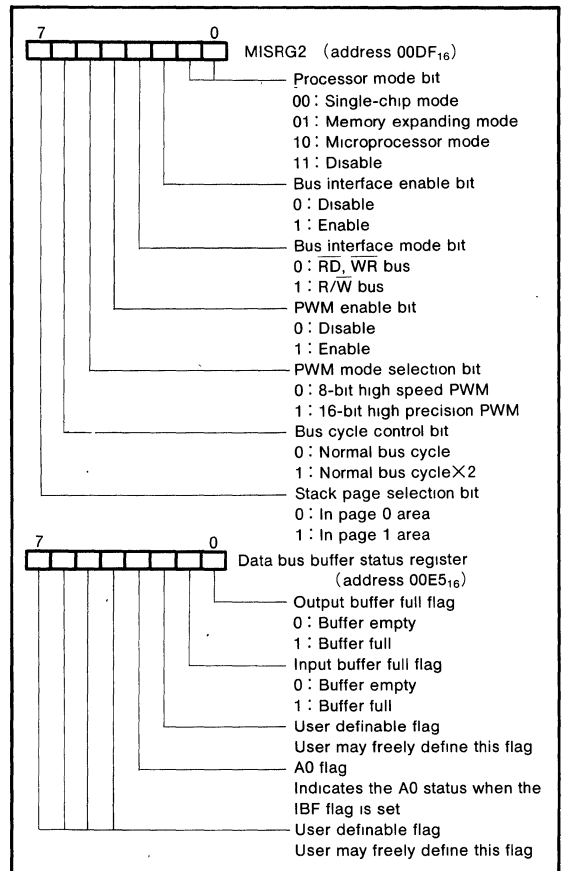 7 0
MISRG2 (address 00DF₁₆)
Processor mode bit
00 : Single-chip mode
01 : Memory expanding mode
10 : Microprocessor mode
11 : Disable
Bus interface enable bit
0 : Disable
1 : Enable
Bus interface mode bit
0 : R̅D̅, W̅R̅ bus
1 : R/W̅ bus
PWM enable bit
0 : Disable
1 : Enable
PWM mode selection bit
0 : 8-bit high speed PWM
1 : 16-bit high precision PWM
Bus cycle control bit
0 : Normal bus cycle
1 : Normal bus cycle×2
Stack page selection bit
0 : In page 0 area
1 : In page 1 area
7 0
Data bus buffer status register
(address 00E5₁₆)
Output buffer full flag
0 : Buffer empty
1 : Buffer full
Input buffer full flag
0 : Buffer empty
1 : Buffer full
User definable flag
User may freely define this flag
A0 flag
Indicates the A0 status when the
IBF flag is set
User definable flag
User may freely define this flag